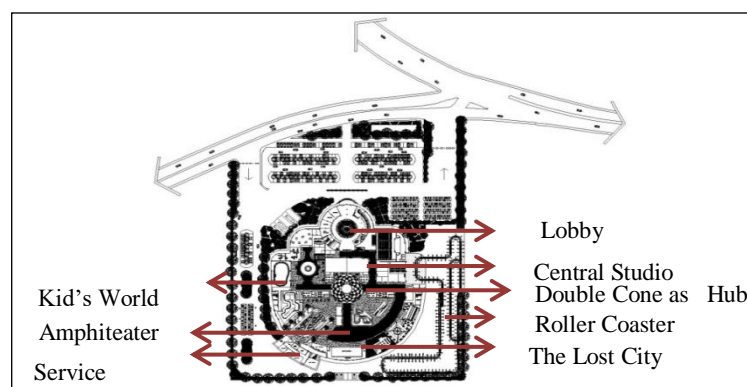 Lobby
Central Studio
Double Cone as Hub
Roller Coaster
The Lost City
Kid's World
Amphiteater
Service